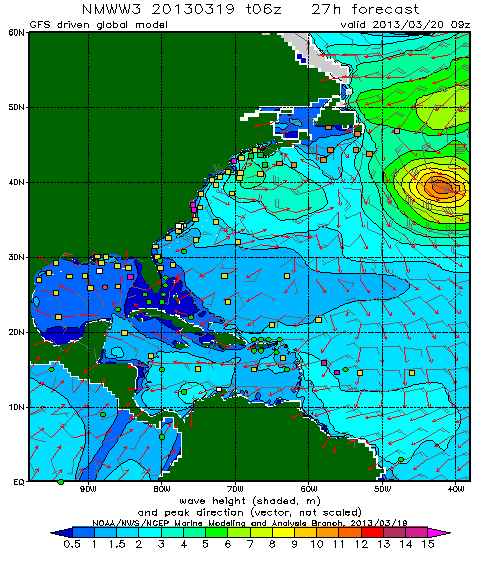 NMWW3 20130319 t06z 27h forecast
GFS driven global model valid 2013/03/20 09z
60N
50N
40N
30N
20N
10N
EQ
90W 80W 70W 60W 50W 40W
wave height (shaded, m)
and peak direction (vector, not scaled)
NOAA/NWS/NCEP Marine Modeling and Analysis Branch, 2013/03/19
0.5 1 1.5 2 3 4 5 6 7 8 9 10 11 12 13 14 15